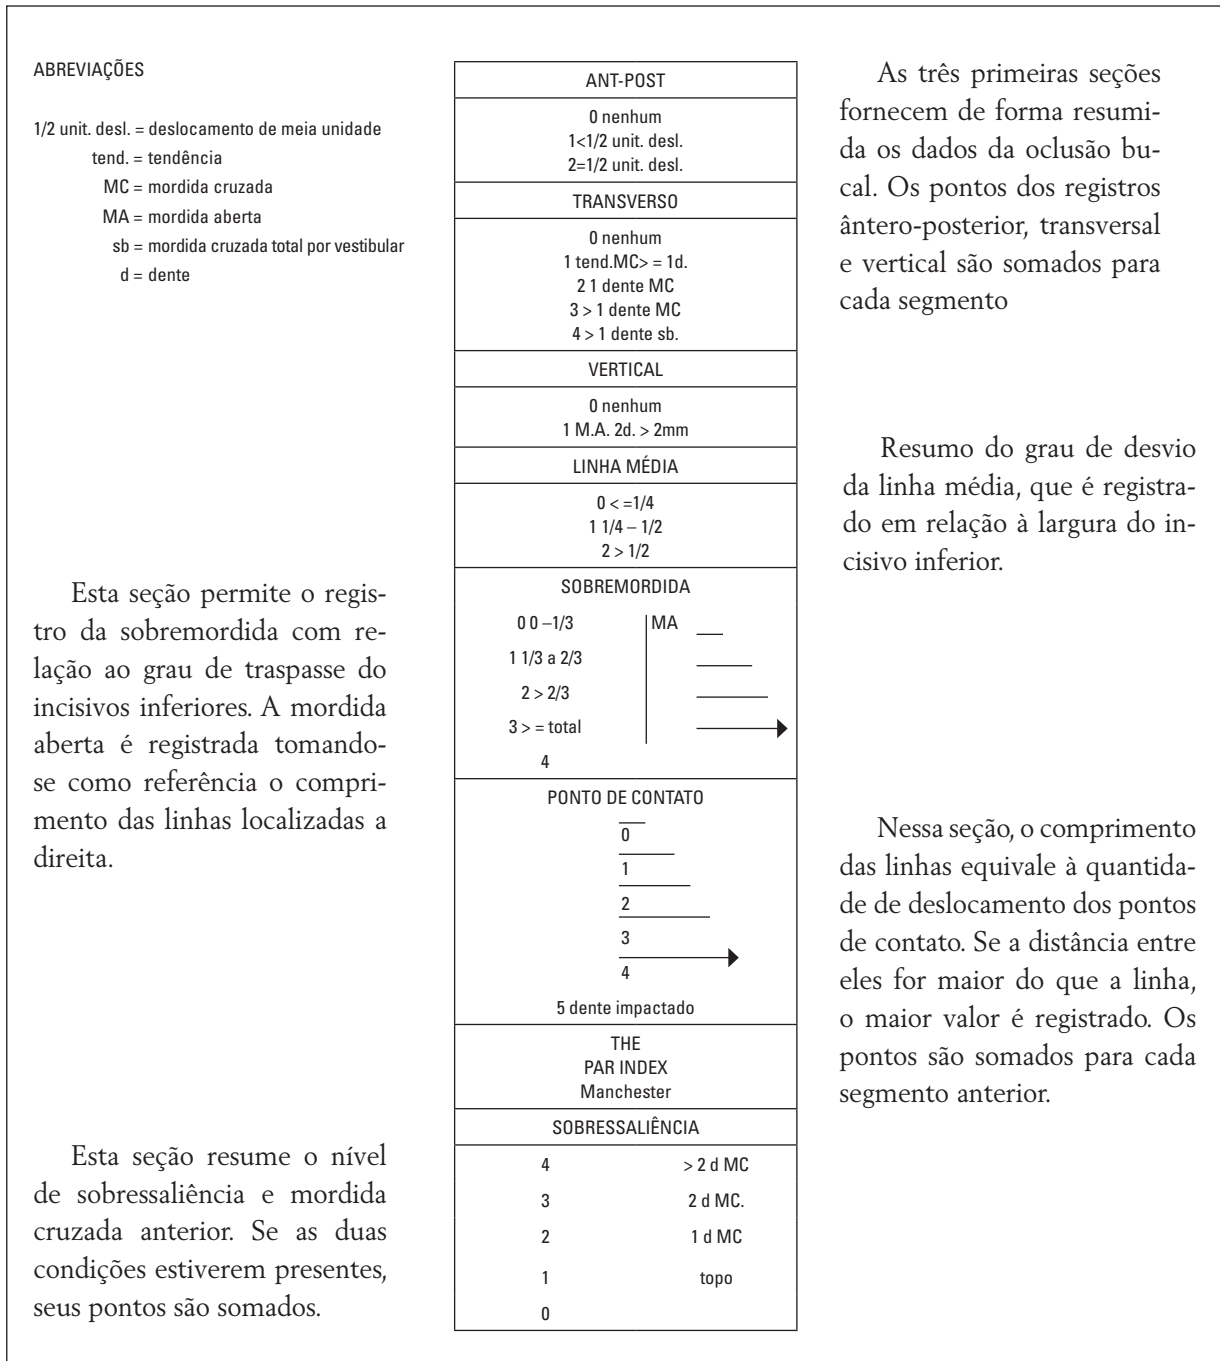 ABREVIAÇÕES
1/2 unit. desl. = deslocamento de meia unidade
tend. = tendência
MC = mordida cruzada
MA = mordida aberta
sb = mordida cruzada total por vestibular
d = dente
Esta seção permite o regis-
tro da sobremordida com re-
lação ao grau de traspasse do
incisivos inferiores. A mordida
aberta é registrada tomando-
se como referência o compri-
mento das linhas localizadas a
direita.
Esta seção resume o nível
de sobressaliência e mordida
cruzada anterior. Se as duas
condições estiverem presentes,
seus pontos são somados.
ANT-POST
0 nenhum
1<1/2 unit. desl.
2=1/2 unit. desl.
TRANSVERSO
0 nenhum
1 tend.MC> = 1d.
2 1 dente MC
3 > 1 dente MC
4 > 1 dente sb.
VERTICAL
0 nenhum
1 M.A. 2d. > 2mm
LINHA MÉDIA
0 < =1/4
1 1/4 – 1/2
2 > 1/2
SOBREMORDIDA
0 0 –1/3 MA
1 1/3 a 2/3
2 > 2/3
3 > = total
4
PONTO DE CONTATO
0
1
2
3
4
5 dente impactado
THE
PAR INDEX
Manchester
SOBRESSALIÊNCIA
4 > 2 d MC
3 2 d MC.
2 1 d MC
1 topo
0
As três primeiras seções
fornecem de forma resumi-
da os dados da oclusão bu-
cal. Os pontos dos registros
ântero-posterior, transversal
e vertical são somados para
cada segmento
Resumo do grau de desvio
da linha média, que é registra-
do em relação à largura do in-
cisivo inferior.
Nessa seção, o comprimento
das linhas equivale à quantida-
de de deslocamento dos pontos
de contato. Se a distância entre
eles for maior do que a linha,
o maior valor é registrado. Os
pontos são somados para cada
segmento anterior.